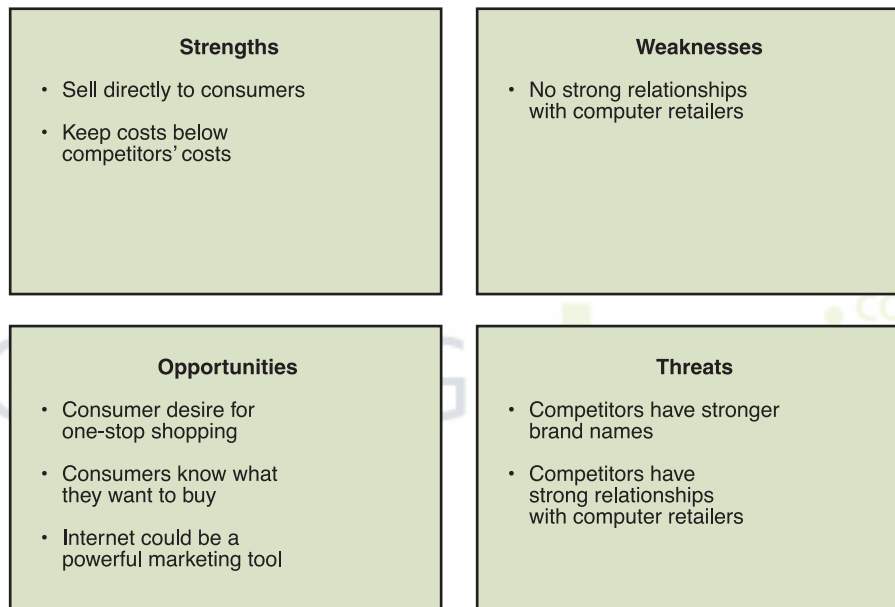 Strengths
• Sell directly to consumers
• Keep costs below
competitors' costs
Weaknesses
• No strong relationships
with computer retailers
Opportunities
• Consumer desire for
one-stop shopping
• Consumers know what
they want to buy
• Internet could be a
powerful marketing tool
Threats
• Competitors have stronger
brand names
• Competitors have
strong relationships
with computer retailers